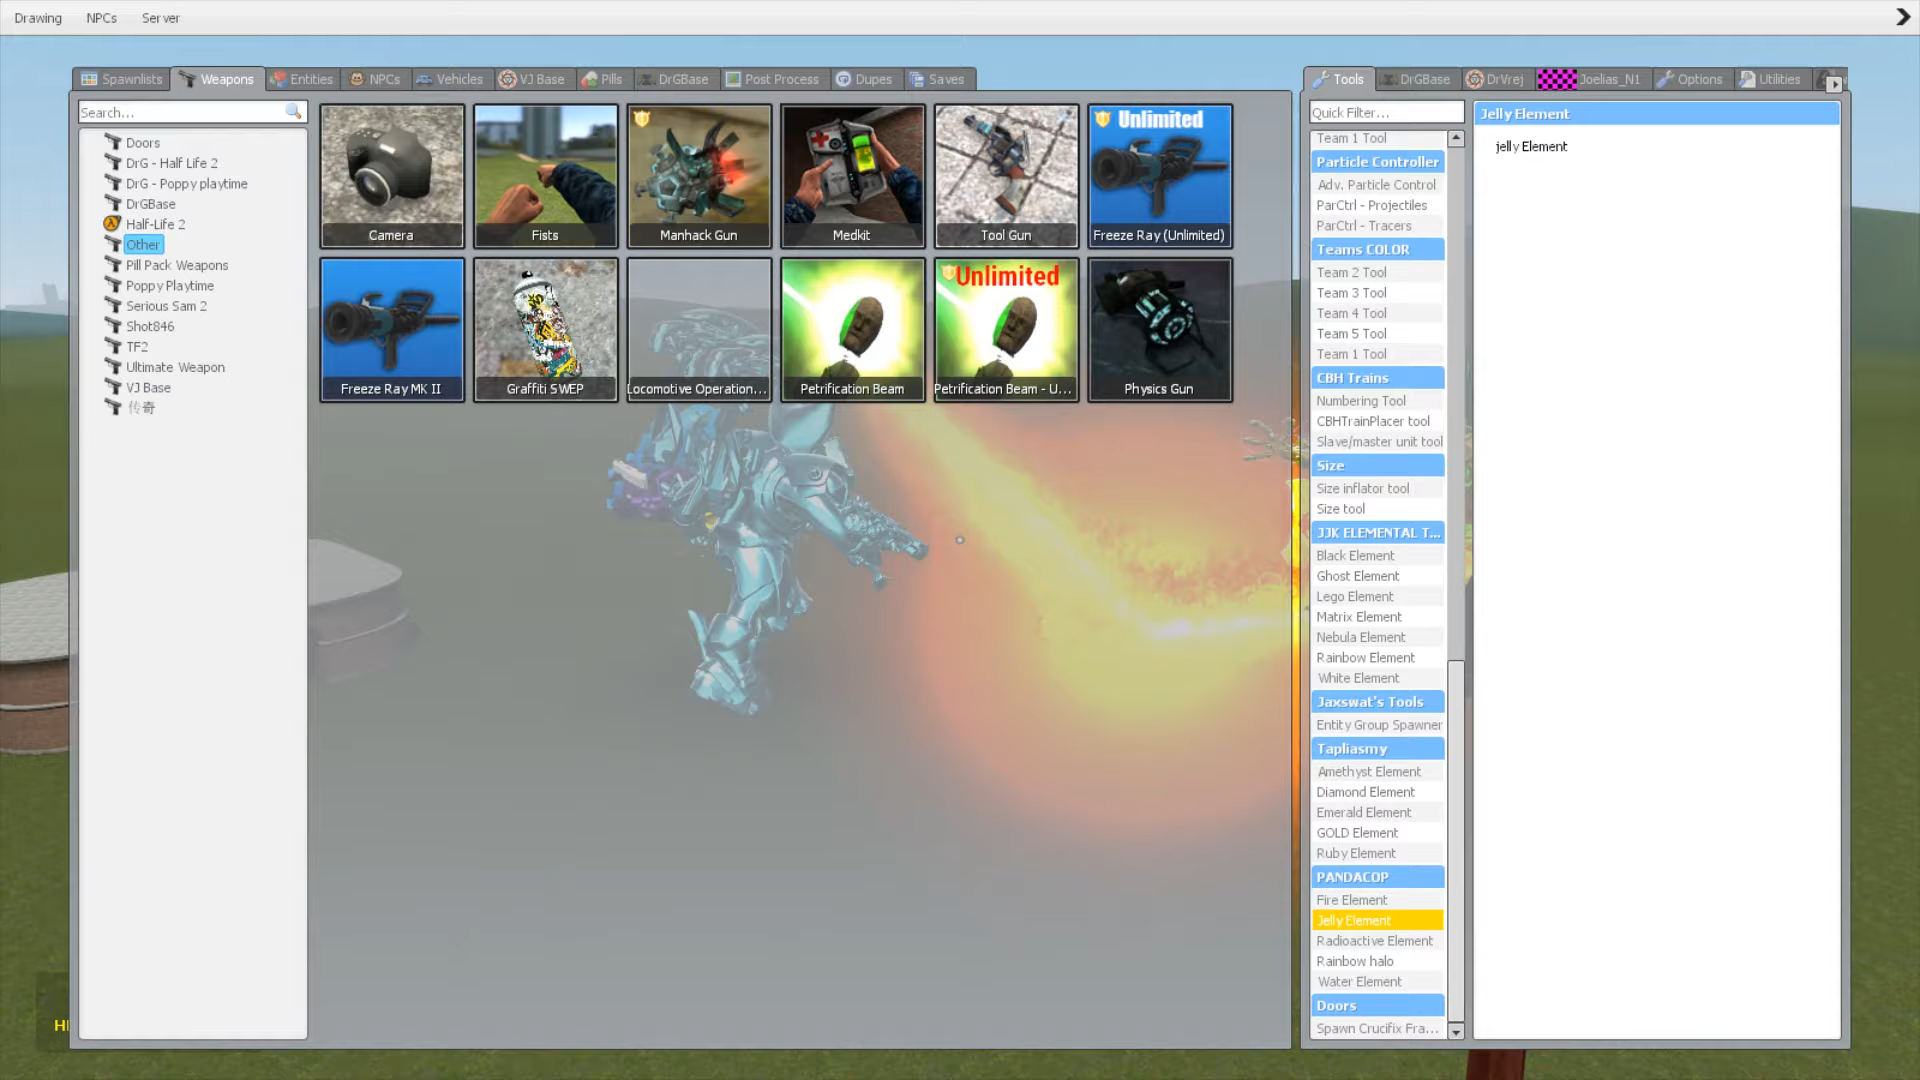 Drawing NPCs Server
Spawnlists Weapons Entities NPCs Vehicles VJ Base Pills DrGBase Post Process Dupes Saves
Search...
Doors
DrG - Half Life 2
DrG - Poppy playtime
DrGBase
Half-Life 2
Other
Pill Pack Weapons
Poppy Playtime
Serious Sam 2
Shot846
TF2
Ultimate Weapon
VJ Base
传奇
Camera
Fists
Manhack Gun
Medkit
Tool Gun
Unlimited
Freeze Ray (Unlimited)
Freeze Ray MK II
Graffiti SWEP
Locomotive Operation...
Petrification Beam
Unlimited
Petrification Beam - U...
Physics Gun
Tools DrGBase DrVrej Joelias_N1 Options Utilities
Quick Filter...
Team 1 Tool
Particle Controller
Adv. Particle Control
ParCtrl - Projectiles
ParCtrl - Tracers
Teams COLOR
Team 2 Tool
Team 3 Tool
Team 4 Tool
Team 5 Tool
Team 1 Tool
CBH Trains
Numbering Tool
CBHTrainPlacer tool
Slave/master unit tool
Size
Size inflator tool
Size tool
JJK ELEMENTAL T...
Black Element
Ghost Element
Lego Element
Matrix Element
Nebula Element
Rainbow Element
White Element
Jaxswat's Tools
Entity Group Spawner
Tapliasmy
Amethyst Element
Diamond Element
Emerald Element
GOLD Element
Ruby Element
PANDACOP
Fire Element
Jelly Element
Radioactive Element
Rainbow halo
Water Element
Doors
Spawn Crucifix Fra...
Jelly Element
jelly Element